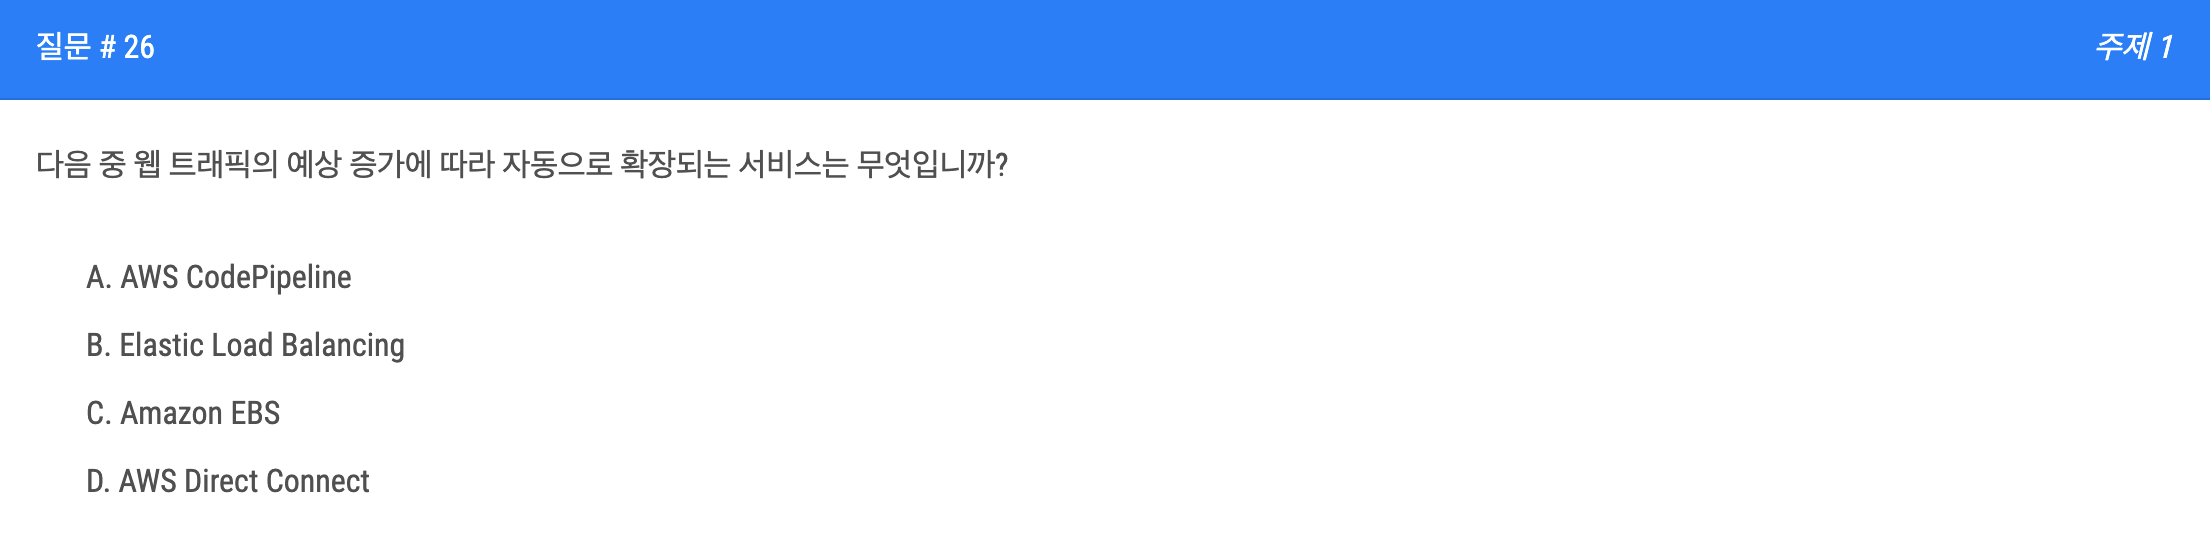 질문 # 26
주제 1
다음 중 웹 트래픽의 예상 증가에 따라 자동으로 확장되는 서비스는 무엇입니까?
A. AWS CodePipeline
B. Elastic Load Balancing
C. Amazon EBS
D. AWS Direct Connect